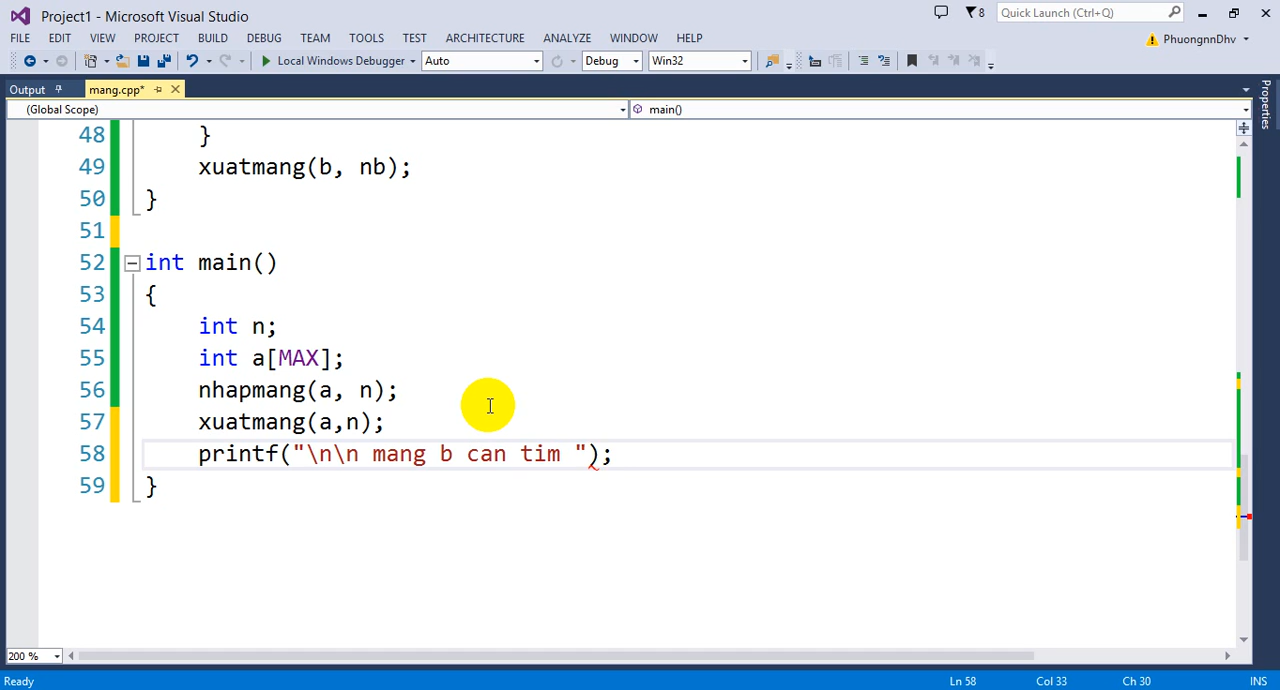 Project1 - Microsoft Visual Studio
8
Quick Launch (Ctrl+Q)
FILE EDIT VIEW PROJECT BUILD DEBUG TEAM TOOLS TEST ARCHITECTURE ANALYZE WINDOW HELP
PhuongnnDhv
Local Windows Debugger Auto Debug Win32
Output mang.cpp*
Properties
(Global Scope) main()
48 }
49 xuatmang(b, nb);
50 }
51
52 int main()
53 {
54 int n;
55 int a[MAX];
56 nhapmang(a, n);
57 xuatmang(a,n);
58 printf("\n\n mang b can tim ");
59 }
200 %
Ready Ln 58 Col 33 Ch 30 INS